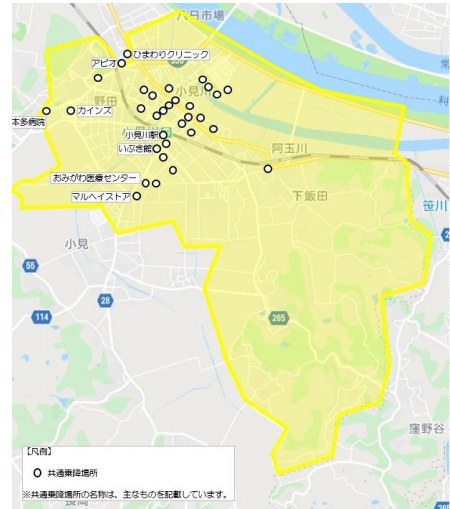 六日市場
ひまわりクリニック
アピオ
356
小見川
野田
常
利
本多病院
カインズ
小見川駅
いぶき館
阿玉川
おみがわ医療センター
マルヘイストア
下飯田
笹川
小見
55
28
114
265
窪野谷
【凡例】
共通乗降場所
※共通乗降場所の名称は、主なものを記載しています。
265